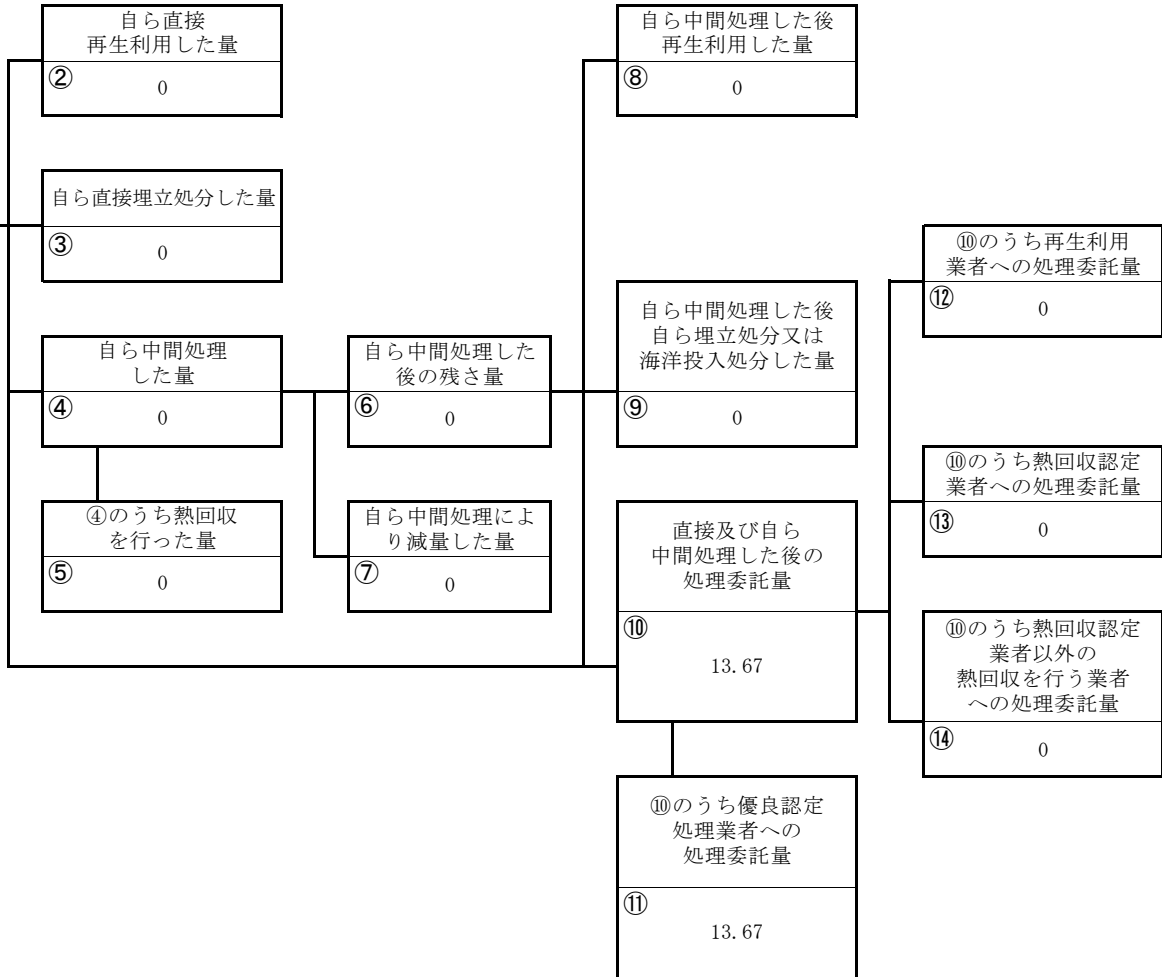 自ら直接
再生利用した量
②
0
自ら直接埋立処分した量
③
0
自ら中間処理
した量
④
0
④のうち熱回収
を行った量
⑤
0
自ら中間処理した
後の残さ量
⑥
0
自ら中間処理によ
り減量した量
⑦
0
自ら中間処理した後
再生利用した量
⑧
0
自ら中間処理した後
自ら埋立処分又は
海洋投入処分した量
⑨
0
直接及び自ら
中間処理した後の
処理委託量
⑩
13.67
⑩のうち優良認定
処理業者への
処理委託量
⑪
13.67
⑩のうち再生利用
業者への処理委託量
⑫
0
⑩のうち熱回収認定
業者への処理委託量
⑬
0
⑩のうち熱回収認定
業者以外の
熱回収を行う業者
への処理委託量
⑭
0